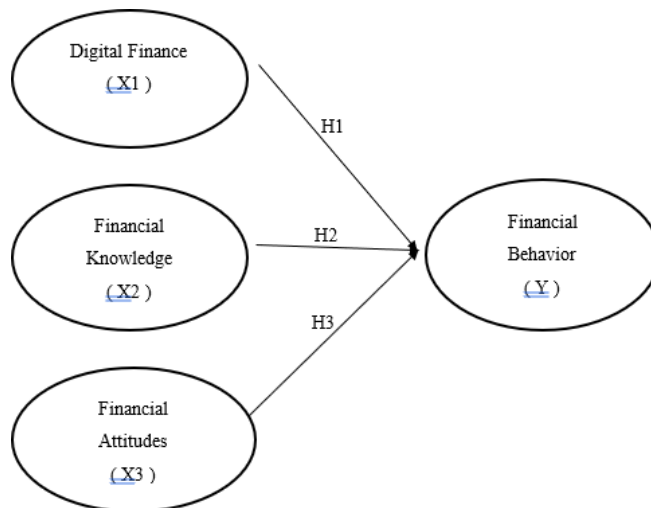 Digital Finance
( X1 )
H1
Financial
Knowledge
( X2 )
H2
Financial
Behavior
( Y )
H3
Financial
Attitudes
( X3 )